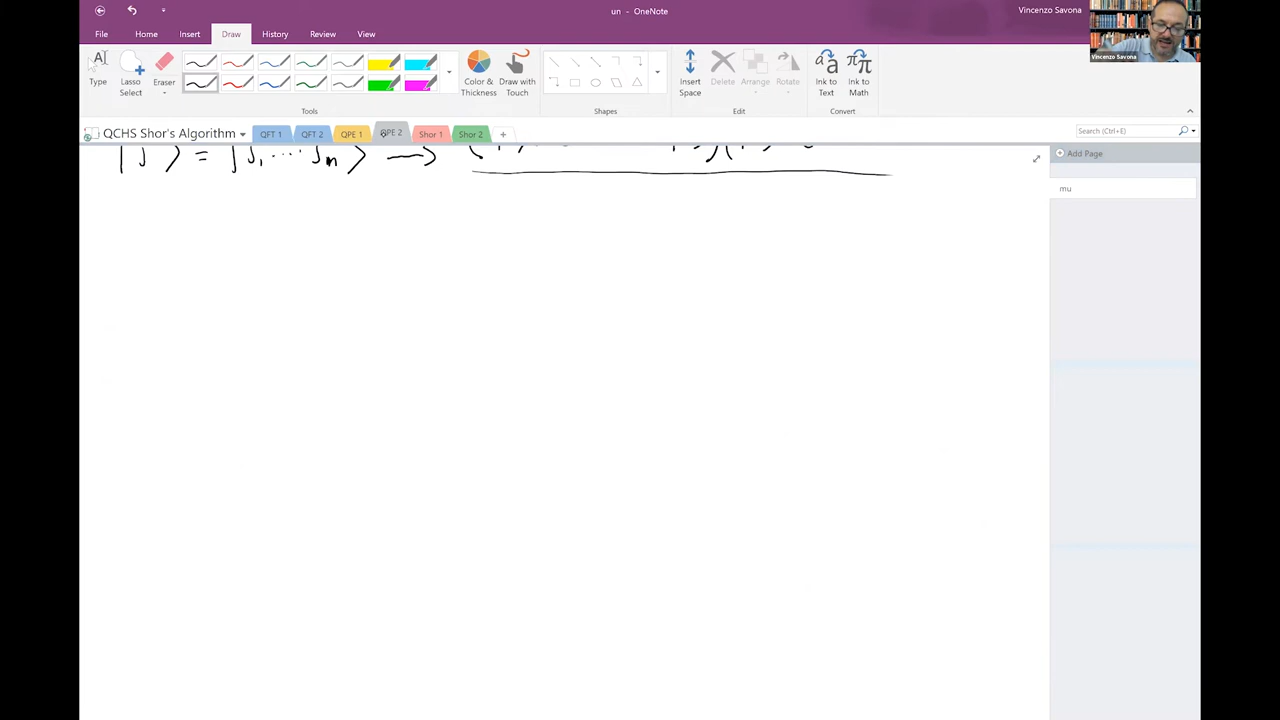 un - OneNote
Vincenzo Savona
Vincenzo Savona
File Home Insert Draw History Review View
Type
Lasso Select
Eraser
Color & Thickness
Draw with Touch
Insert Space
Delete
Arrange
Rotate
Ink to Text
Ink to Math
Tools
Shapes
Edit
Convert
QCHS Shor's Algorithm
QFT 1
QFT 2
QPE 1
QPE 2
Shor 1
Shor 2
Search (Ctrl+E)
Add Page
mu
|j⟩ = |j₁ ... jₙ⟩ →